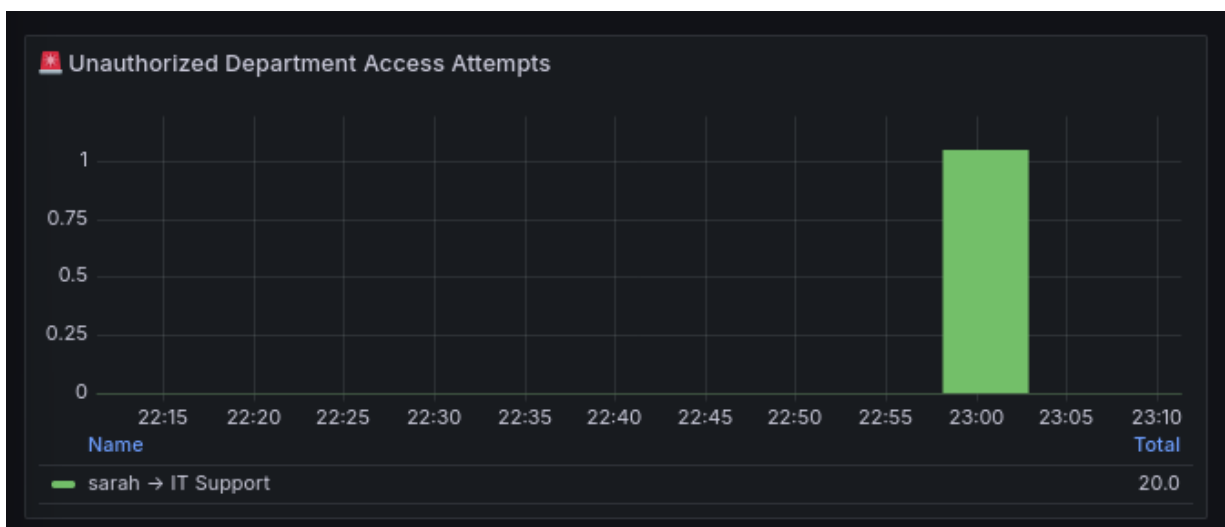 🚨 Unauthorized Department Access Attempts
1
0.75
0.5
0.25
0
22:15 22:20 22:25 22:30 22:35 22:40 22:45 22:50 22:55 23:00 23:05 23:10
Name Total
sarah → IT Support 20.0